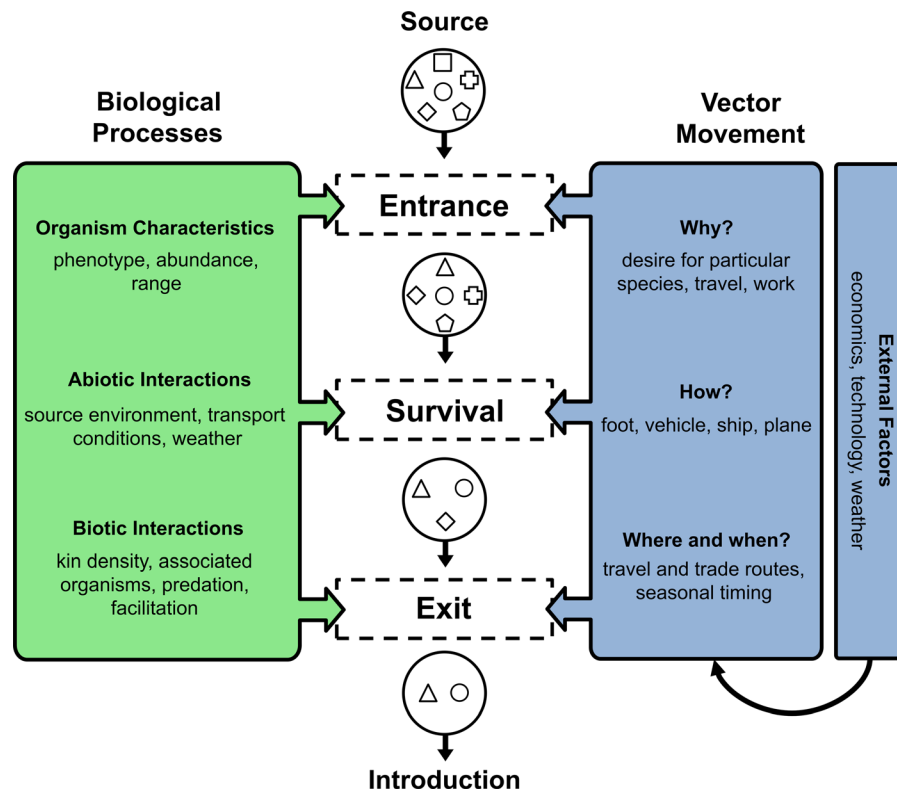 Source
Biological
Processes
Vector
Movement
Entrance
Organism Characteristics
phenotype, abundance,
range
Why?
desire for particular
species, travel, work
Abiotic Interactions
source environment, transport
conditions, weather
Survival
How?
foot, vehicle, ship, plane
Biotic Interactions
kin density, associated
organisms, predation,
facilitation
Where and when?
travel and trade routes,
seasonal timing
Exit
External Factors
economics, technology, weather
Introduction